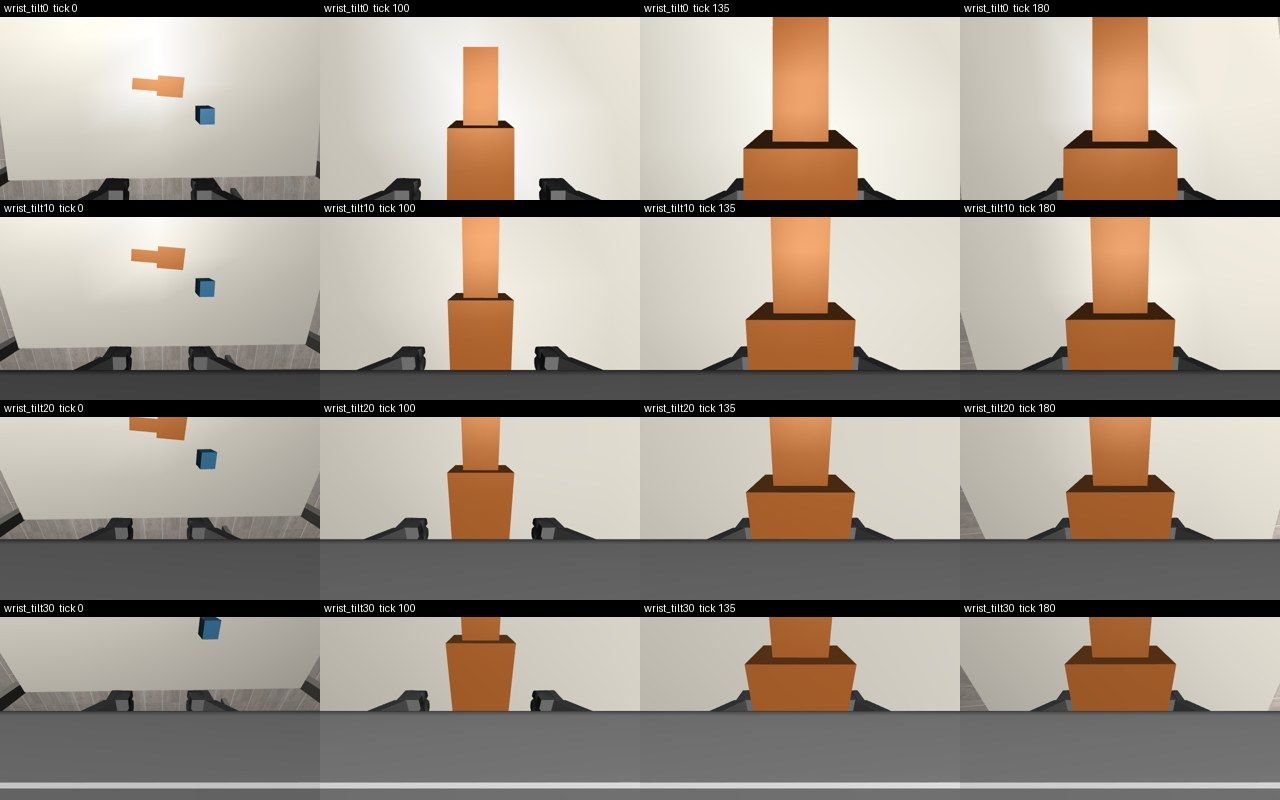 wrist_tilt0 tick 0
wrist_tilt0 tick 100
wrist_tilt0 tick 135
wrist_tilt0 tick 180
wrist_tilt10 tick 0
wrist_tilt10 tick 100
wrist_tilt10 tick 135
wrist_tilt10 tick 180
wrist_tilt20 tick 0
wrist_tilt20 tick 100
wrist_tilt20 tick 135
wrist_tilt20 tick 180
wrist_tilt30 tick 0
wrist_tilt30 tick 100
wrist_tilt30 tick 135
wrist_tilt30 tick 180